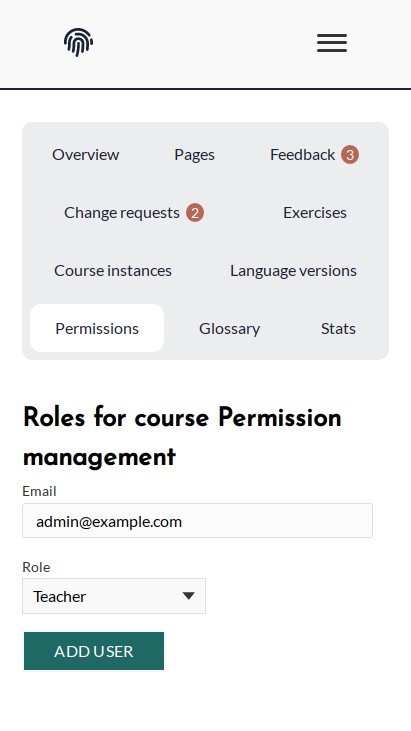 Overview Pages Feedback 3
Change requests 2 Exercises
Course instances Language versions
Permissions Glossary Stats
Roles for course Permission
management
Email
admin@example.com
Role
Teacher
ADD USER